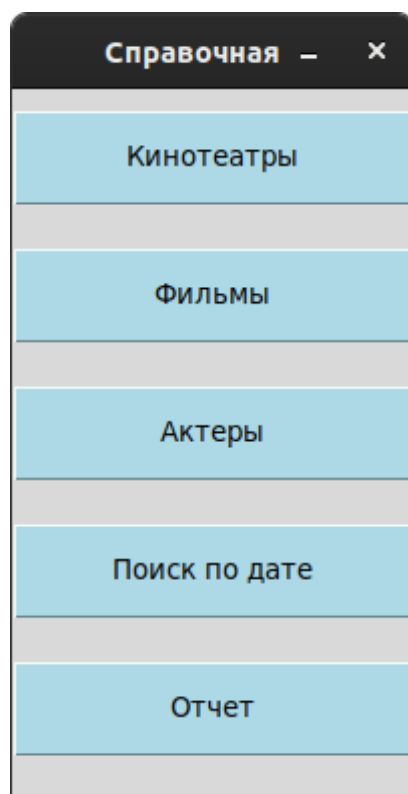 Справочная
Кинотеатры
Фильмы
Актеры
Поиск по дате
Отчет